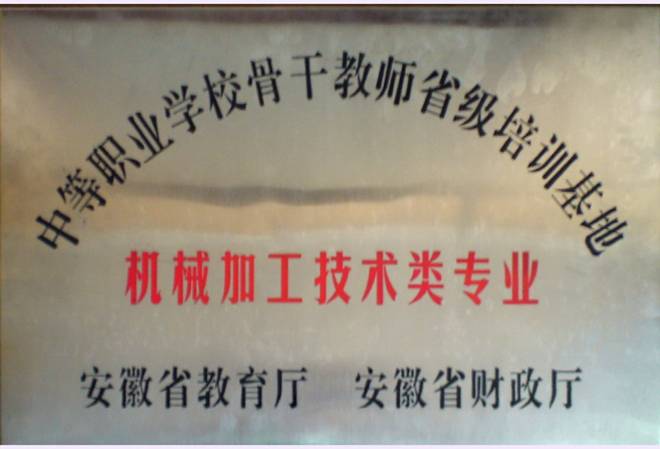 中等职业学校骨干教师省级培训基地
机械加工技术类专业
安徽省教育厅 安徽省财政厅